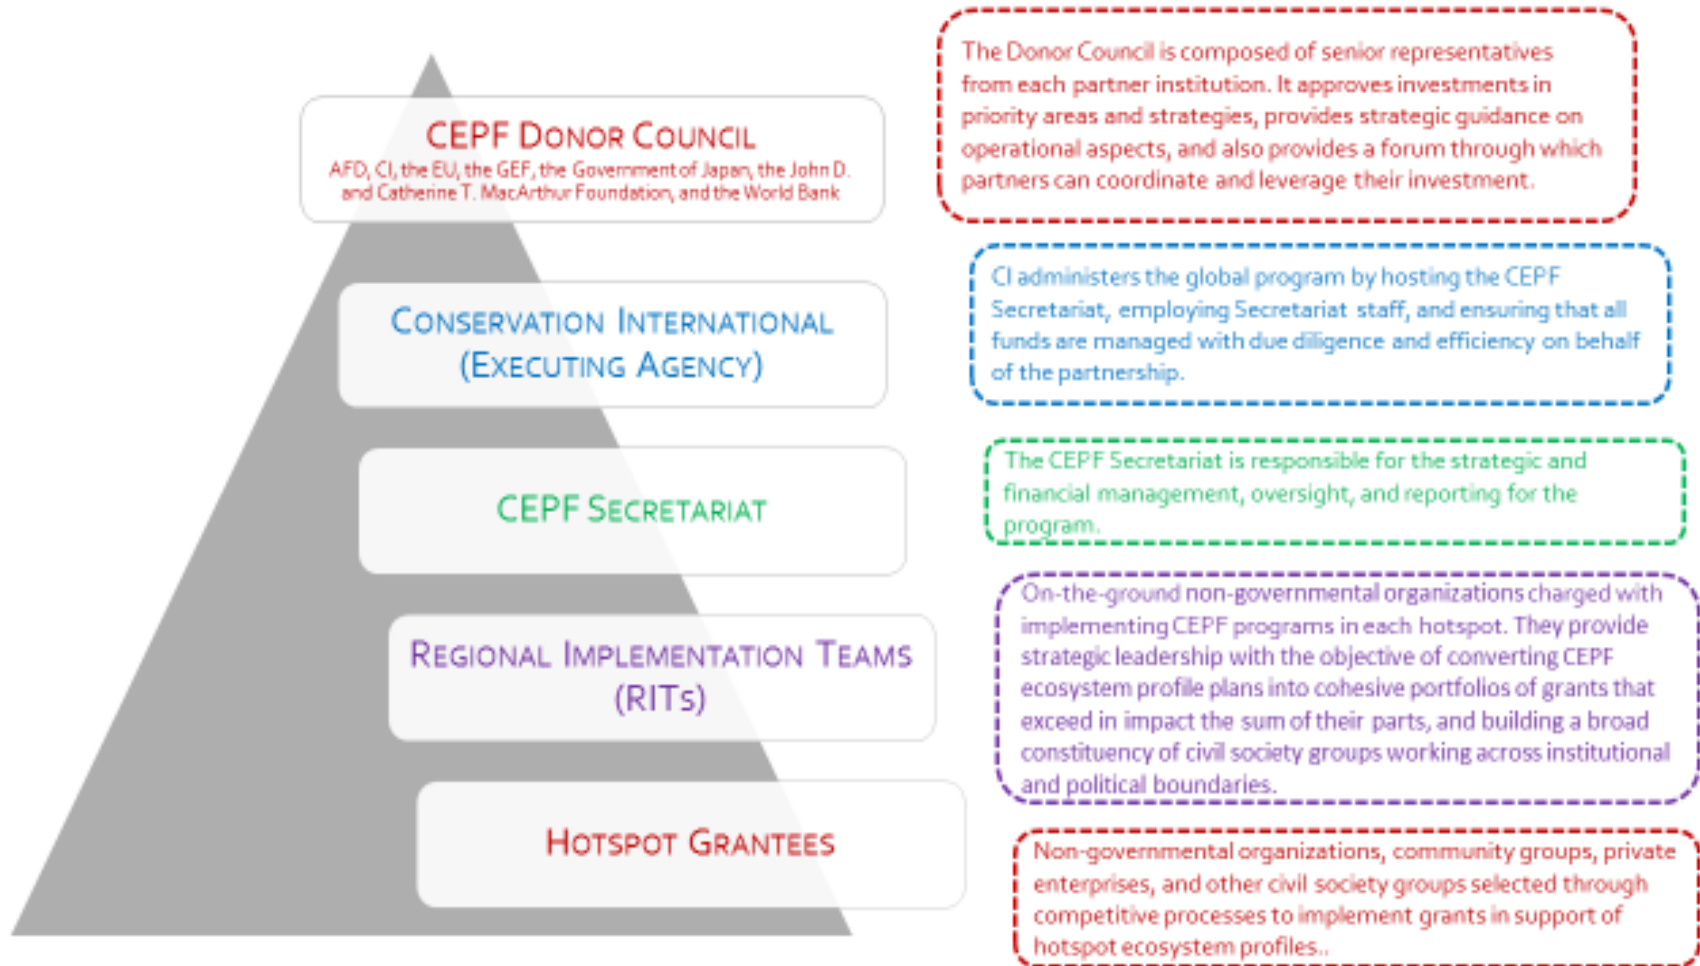 CEPF DONOR COUNCIL
AFD, CI, the EU, the GEF, the Government of Japan, the John D.
and Catherine T. MacArthur Foundation, and the World Bank
The Donor Council is composed of senior representatives
from each partner institution. It approves investments in
priority areas and strategies, provides strategic guidance on
operational aspects, and also provides a forum through which
partners can coordinate and leverage their investment.
CONSERVATION INTERNATIONAL
(EXECUTING AGENCY)
CI administers the global program by hosting the CEPF
Secretariat, employing Secretariat staff, and ensuring that all
funds are managed with due diligence and efficiency on behalf
of the partnership.
CEPF SECRETARIAT
The CEPF Secretariat is responsible for the strategic and
financial management, oversight, and reporting for the
program.
REGIONAL IMPLEMENTATION TEAMS
(RITS)
On-the-ground non-governmental organizations charged with
implementing CEPF programs in each hotspot. They provide
strategic leadership with the objective of converting CEPF
ecosystem profile plans into cohesive portfolios of grants that
exceed in impact the sum of their parts, and building a broad
constituency of civil society groups working across institutional
and political boundaries.
HOTSPOT GRANTEES
Non-governmental organizations, community groups, private
enterprises, and other civil society groups selected through
competitive processes to implement grants in support of
hotspot ecosystem profiles..